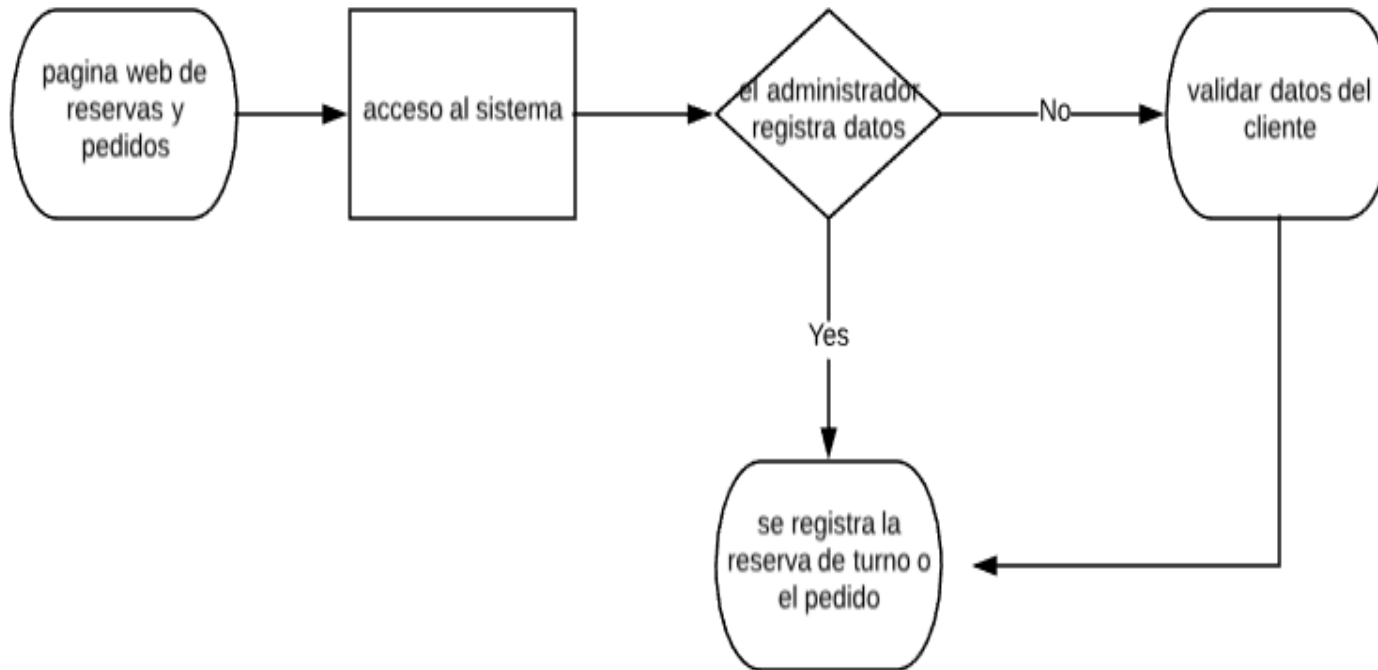 pagina web de
reservas y
pedidos
acceso al sistema
el administrador
registra datos
No
validar datos del
cliente
Yes
se registra la
reserva de turno o
el pedido